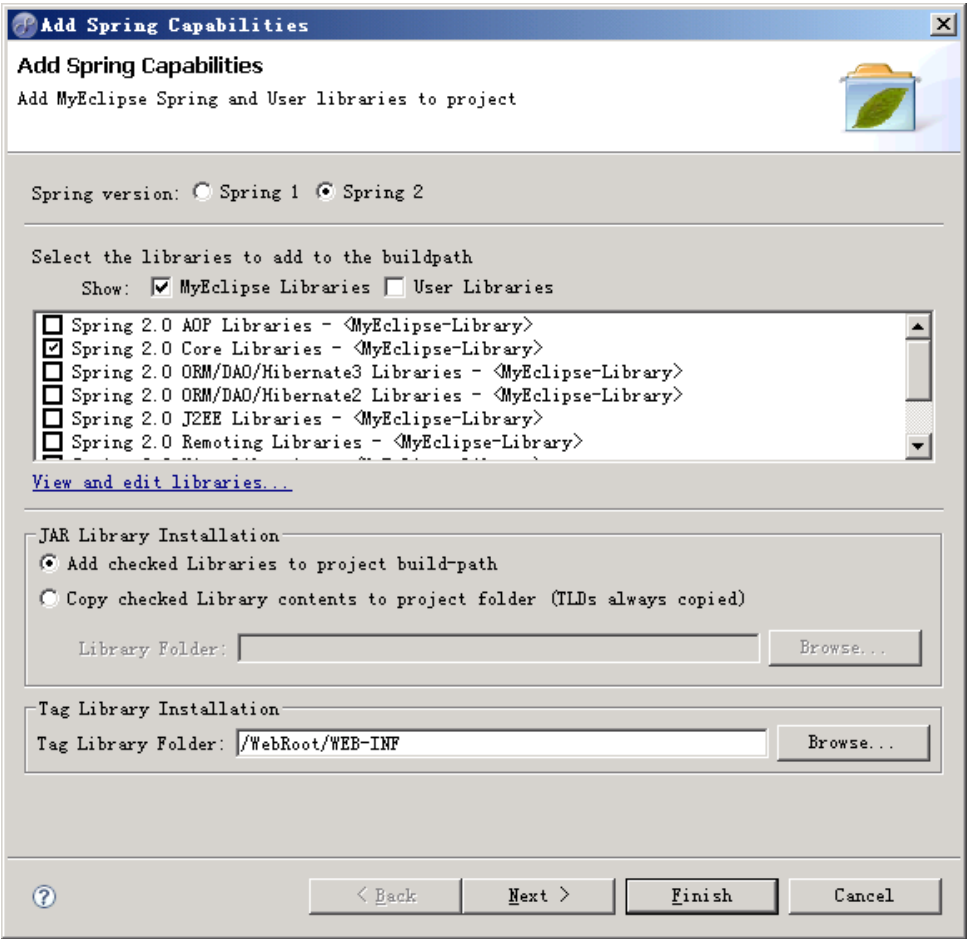 Add Spring Capabilities
Add Spring Capabilities
Add MyEclipse Spring and User libraries to project
Spring version: Spring 1 Spring 2
Select the libraries to add to the buildpath
Show: MyEclipse Libraries User Libraries
Spring 2.0 AOP Libraries - <MyEclipse-Library>
Spring 2.0 Core Libraries - <MyEclipse-Library>
Spring 2.0 ORM/DAO/Hibernate3 Libraries - <MyEclipse-Library>
Spring 2.0 ORM/DAO/Hibernate2 Libraries - <MyEclipse-Library>
Spring 2.0 J2EE Libraries - <MyEclipse-Library>
Spring 2.0 Remoting Libraries - <MyEclipse-Library>
View and edit libraries...
JAR Library Installation
Add checked Libraries to project build-path
Copy checked Library contents to project folder (TLDs always copied)
Library Folder: Browse...
Tag Library Installation
Tag Library Folder: /WebRoot/WEB-INF Browse...
< Back Next > Finish Cancel